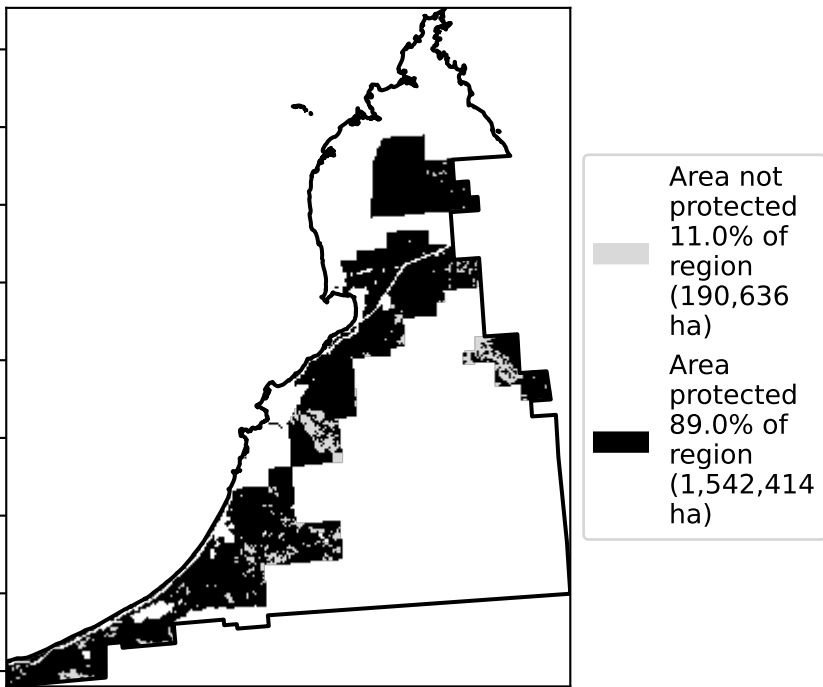 Area not
protected
11.0% of
region
(190,636
ha)
Area
protected
89.0% of
region
(1,542,414
ha)